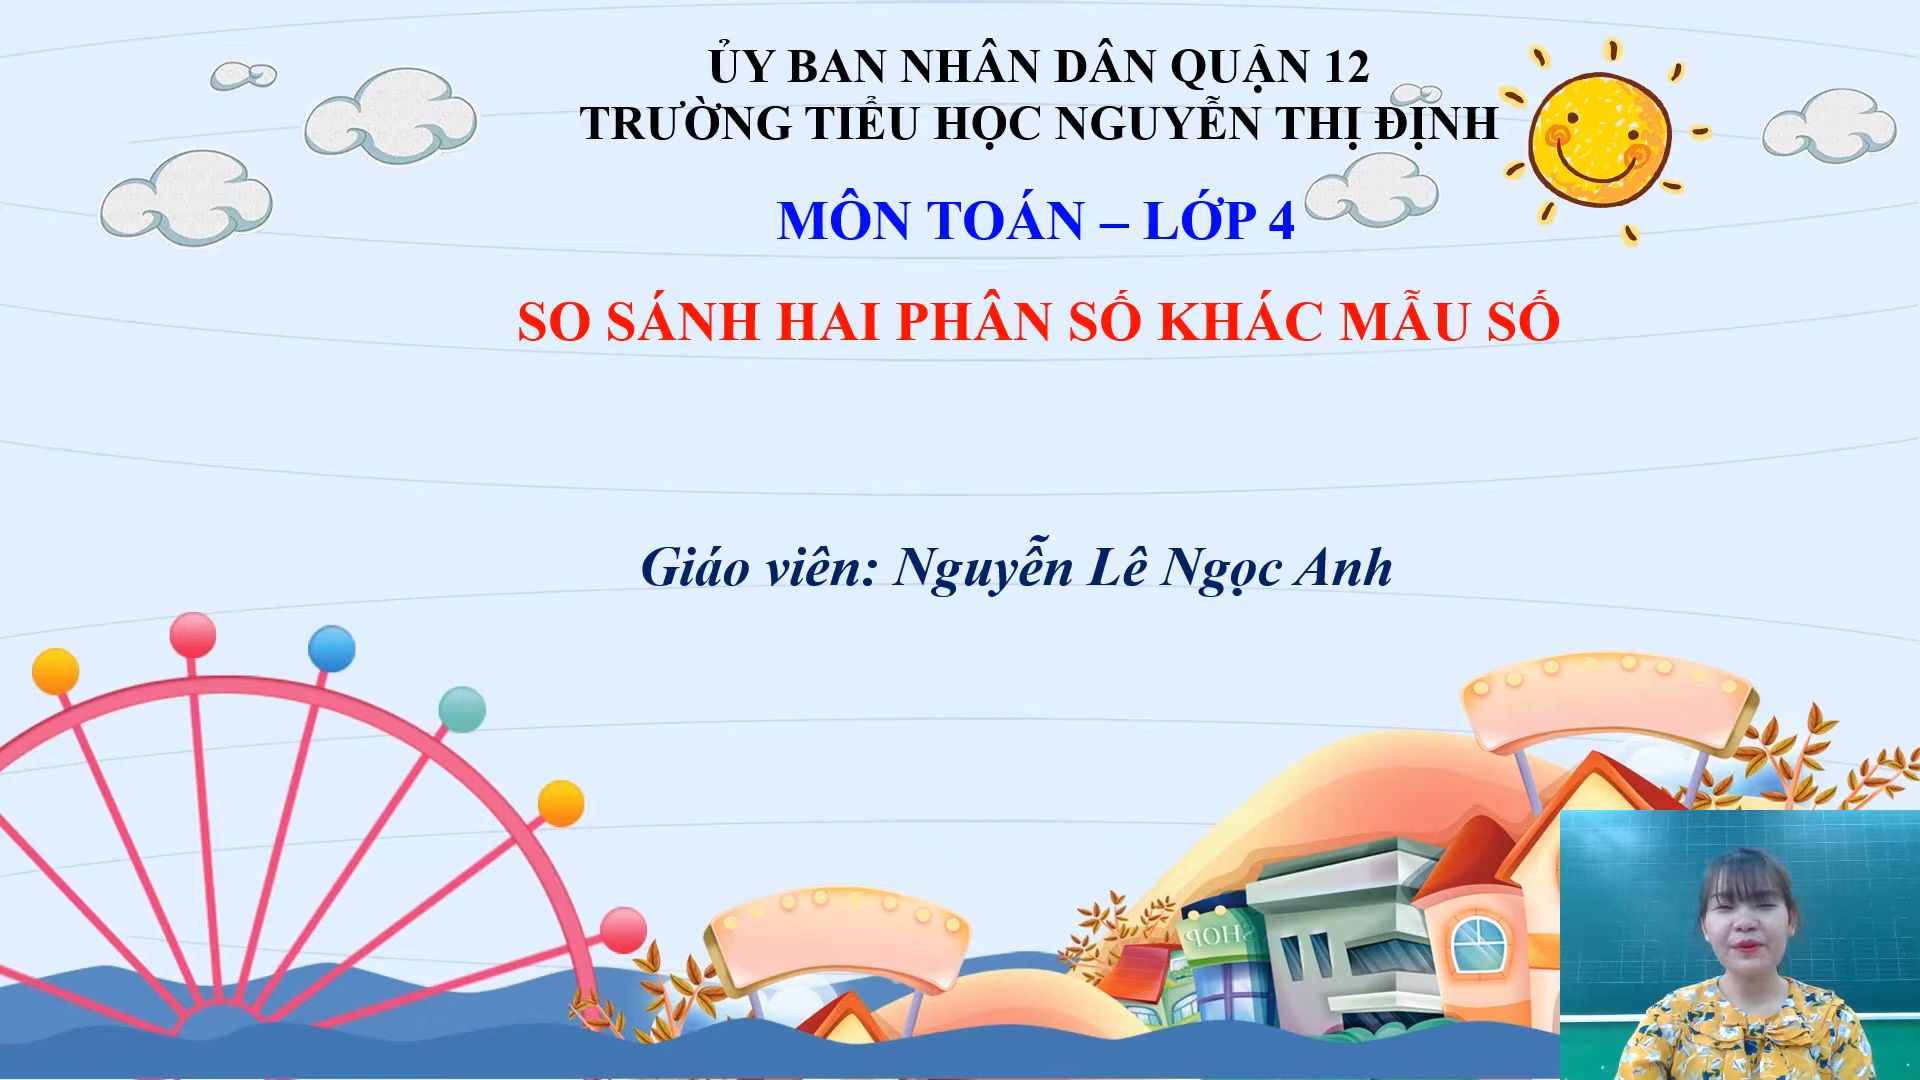 ỦY BAN NHÂN DÂN QUẬN 12
TRƯỜNG TIỂU HỌC NGUYỄN THỊ ĐỊNH
MÔN TOÁN – LỚP 4
SO SÁNH HAI PHÂN SỐ KHÁC MẪU SỐ
Giáo viên: Nguyễn Lê Ngọc Anh
SHOP